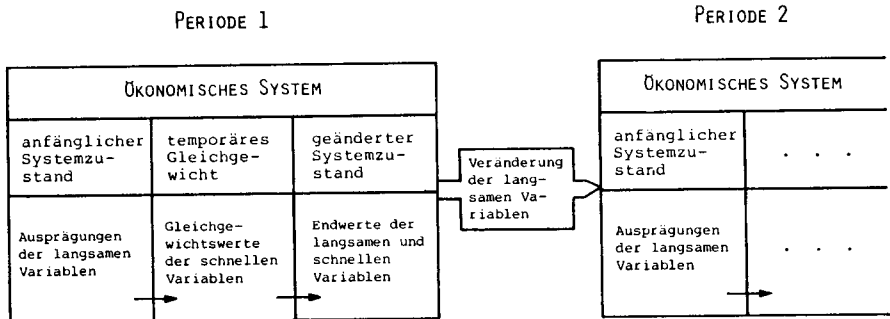 PERIODE 1
PERIODE 2
ÖKONOMISCHES SYSTEM
anfänglicher
Systemzu-
stand
temporäres
Gleichge-
wicht
geänderter
Systemzu-
stand
Ausprägungen
der langsamen
Variablen
Gleichge-
wichtswerte
der schnellen
Variablen
Endwerte der
langsamen und
schnellen
Variablen
Veränderung
der lang-
samen Va-
riablen
ÖKONOMISCHES SYSTEM
anfänglicher
Systemzu-
stand
. . .
Ausprägungen
der langsamen
Variablen
. . .